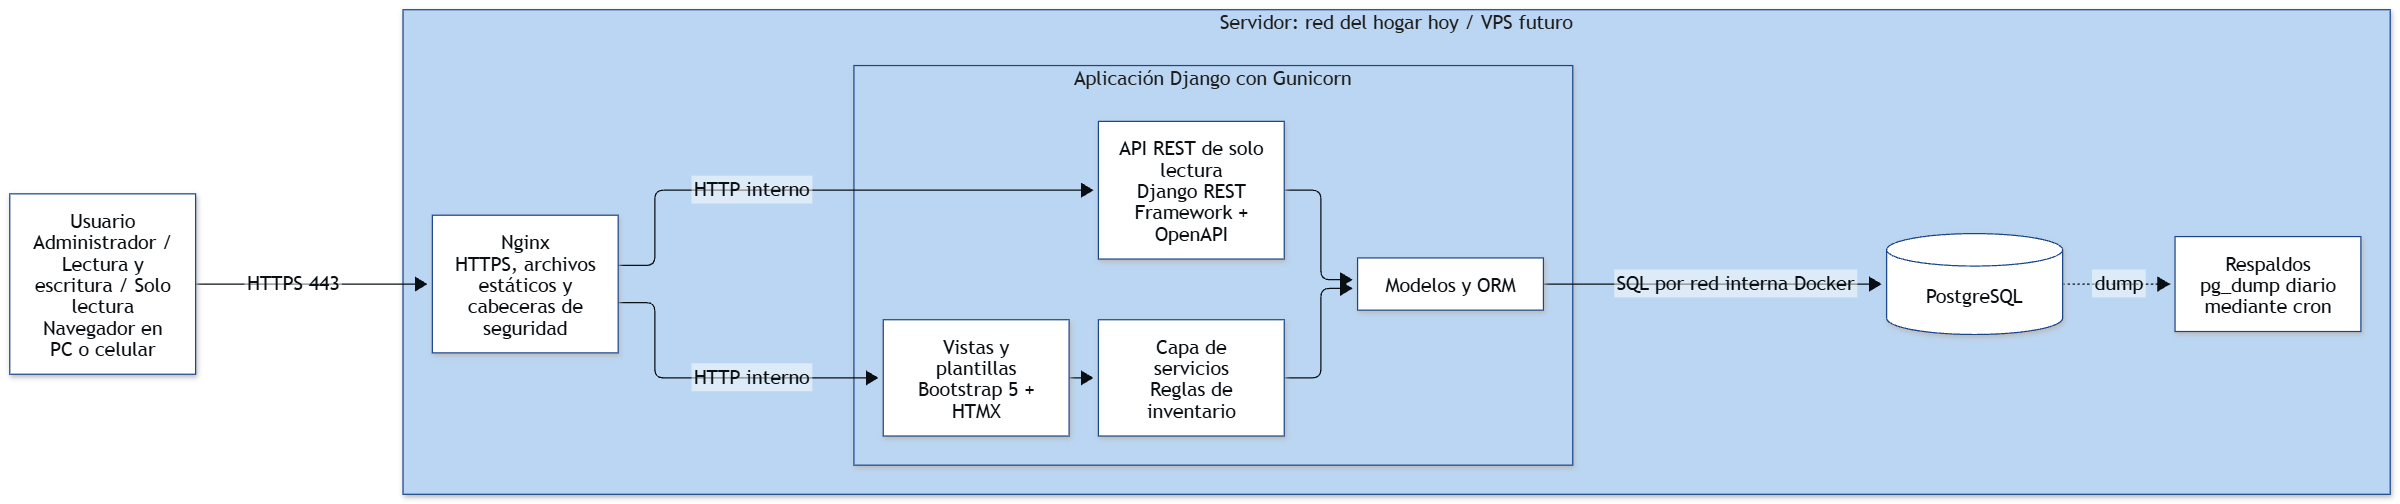 Servidor: red del hogar hoy / VPS futuro
Aplicación Django con Gunicorn
Usuario
Administrador /
Lectura y
escritura / Solo
lectura
Navegador en
PC o celular
HTTPS 443
Nginx
HTTPS, archivos
estáticos y
cabeceras de
seguridad
HTTP interno
API REST de solo
lectura
Django REST
Framework +
OpenAPI
HTTP interno
Vistas y
plantillas
Bootstrap 5 +
HTMX
Capa de
servicios
Reglas de
inventario
Modelos y ORM
SQL por red interna Docker
PostgreSQL
dump
Respaldos
pg_dump diario
mediante cron